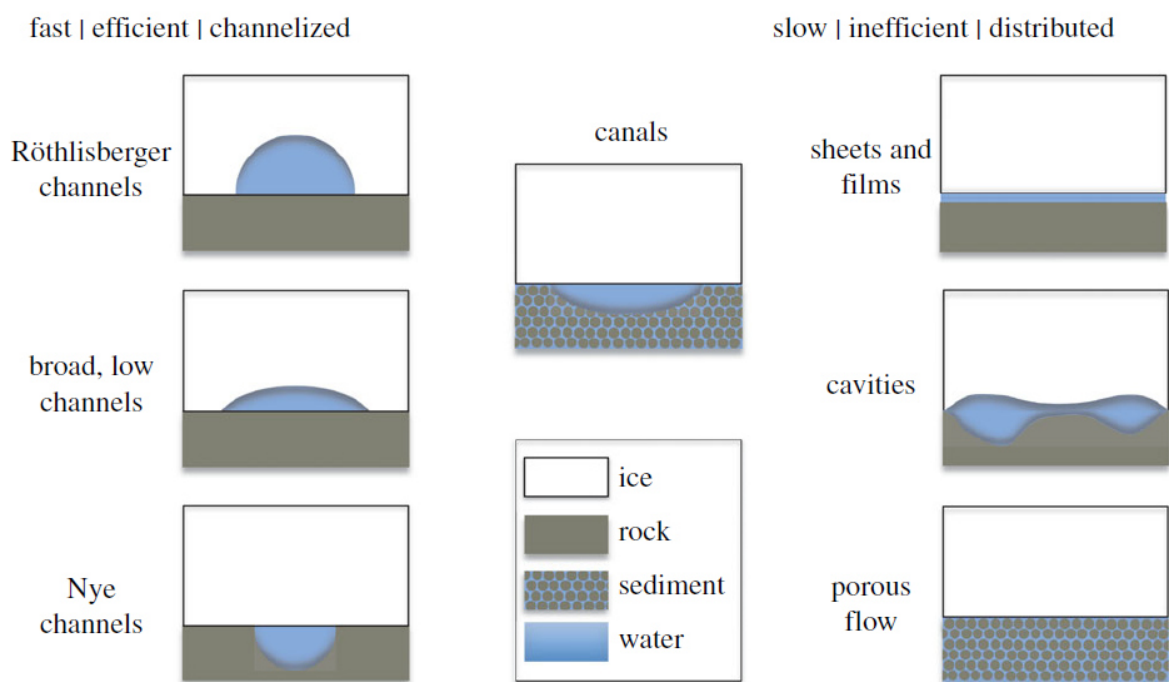 fast | efficient | channelized
slow | inefficient | distributed
Röthlisberger
channels
canals
sheets and
films
broad, low
channels
cavities
Nye
channels
ice
rock
sediment
water
porous
flow